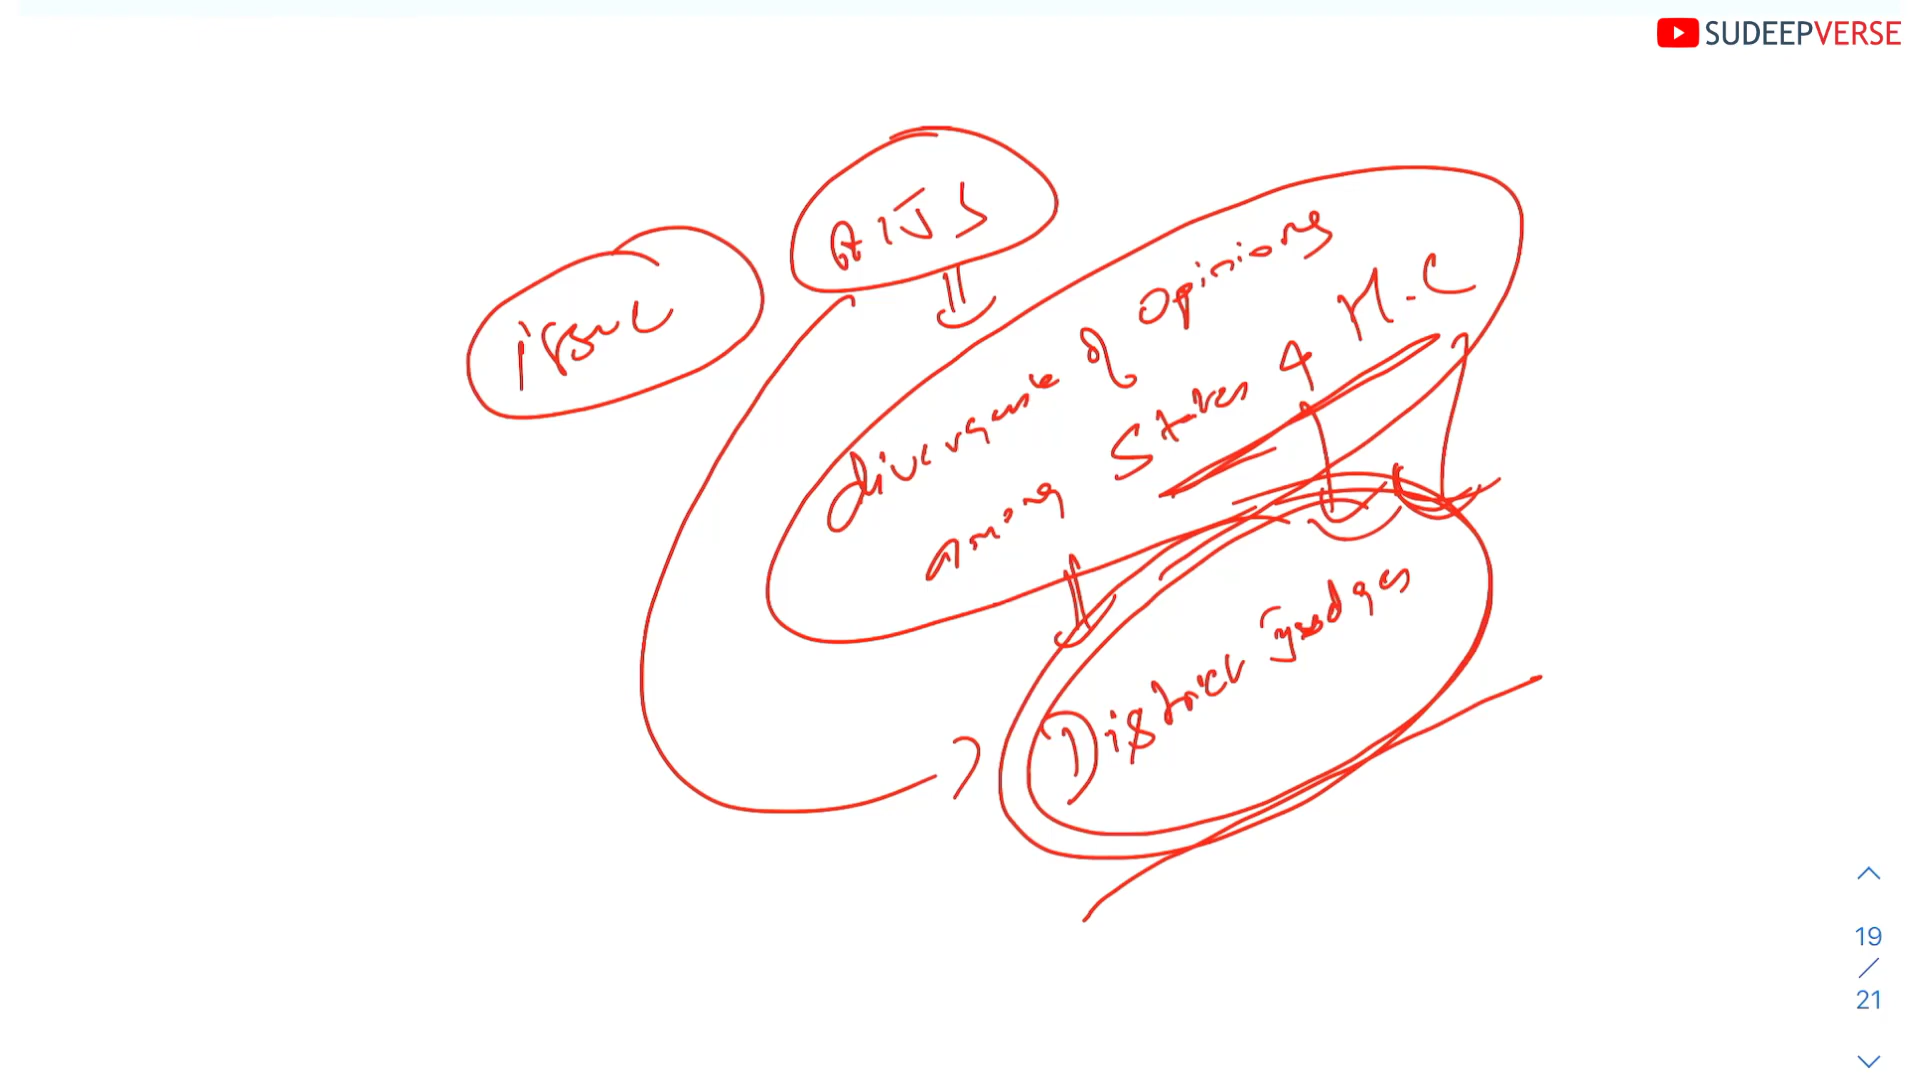 SUDEEPVERSE
AIJS
issue
divergence of opinions
among States & H.C
District judges
19
/
21